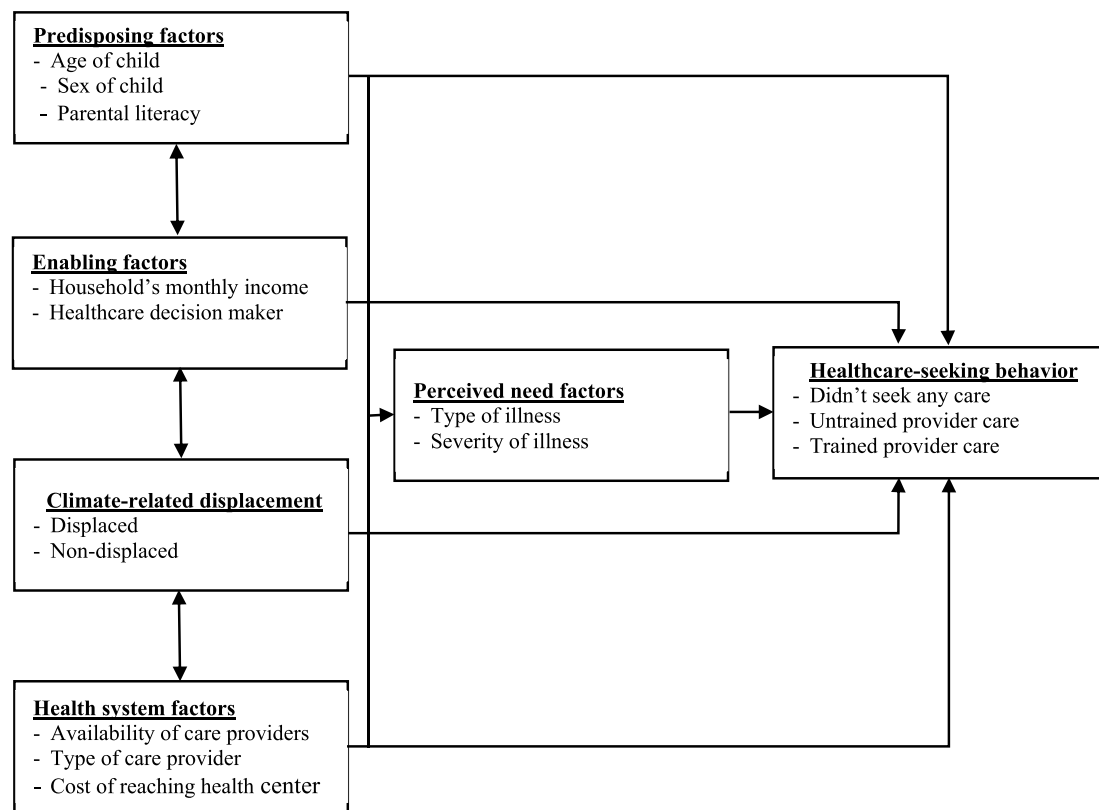 Predisposing factors
- Age of child
- Sex of child
- Parental literacy
Enabling factors
- Household’s monthly income
- Healthcare decision maker
Climate-related displacement
- Displaced
- Non-displaced
Health system factors
- Availability of care providers
- Type of care provider
- Cost of reaching health center
Perceived need factors
- Type of illness
- Severity of illness
Healthcare-seeking behavior
- Didn’t seek any care
- Untrained provider care
- Trained provider care